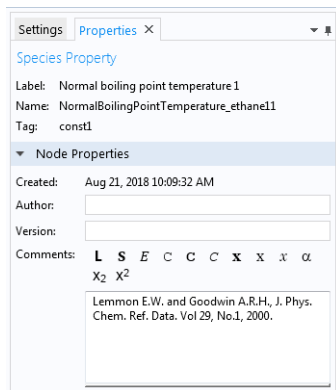 Settings Properties
Species Property
Label: Normal boiling point temperature 1
Name: NormalBoilingPointTemperature_ethane11
Tag: const1
Node Properties
Created: Aug 21, 2018 10:09:32 AM
Author:
Version:
Comments: L S E C C C x x x α
x₂ x²
Lemmon E.W. and Goodwin A.R.H., J. Phys.
Chem. Ref. Data. Vol 29, No.1, 2000.